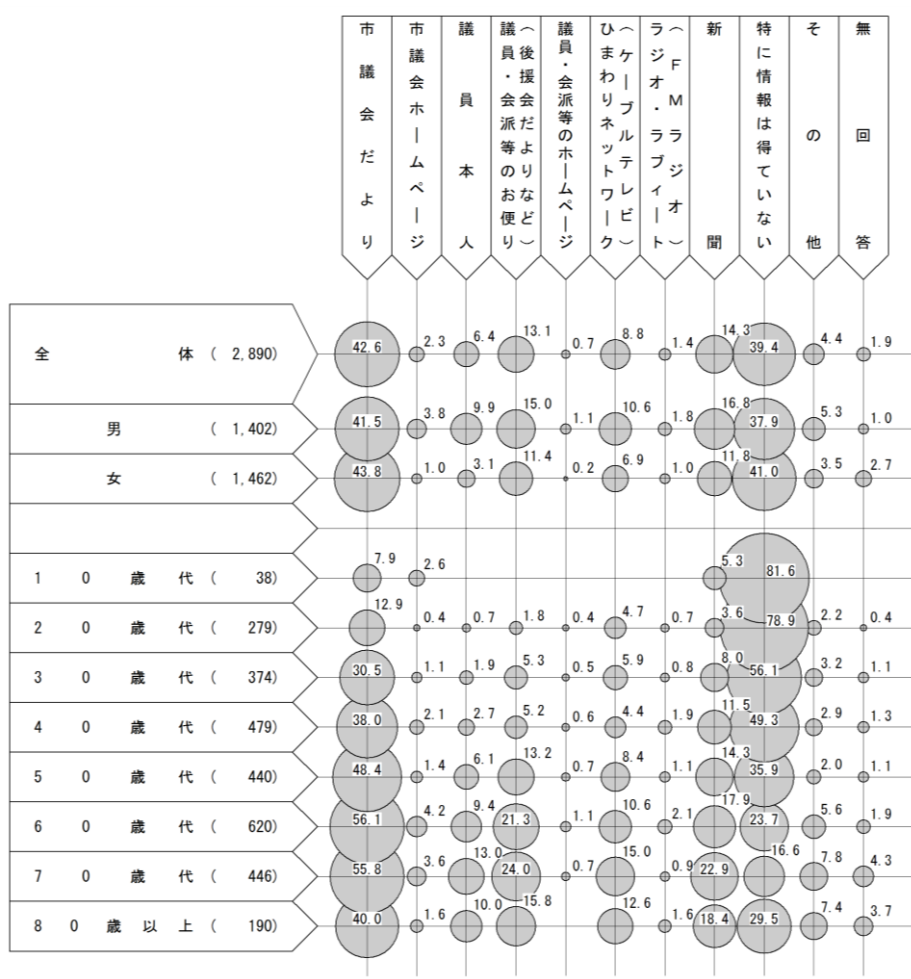 市議会だより
市議会ホームページ
議員本人
議員・会派等のお便り
（後援会だよりなど）
議員・会派等のホームページ
ひまわりネットワーク
（ケーブルテレビ）
ラジオ・ラブィート
（ＦＭラジオ）
新聞
特に情報は得ていない
その他
無回答
全体 ( 2,890) 42.6 2.3 6.4 13.1 0.7 8.8 1.4 14.3 39.4 4.4 1.9
男 ( 1,402) 41.5 3.8 9.9 15.0 1.1 10.6 1.8 16.8 37.9 5.3 1.0
女 ( 1,462) 43.8 1.0 3.1 11.4 0.2 6.9 1.0 11.8 41.0 3.5 2.7
１０歳代 ( 38) 7.9 2.6 5.3 81.6
２０歳代 ( 279) 12.9 0.4 0.7 1.8 0.4 4.7 0.7 3.6 78.9 2.2 0.4
３０歳代 ( 374) 30.5 1.1 1.9 5.3 0.5 5.9 0.8 8.0 56.1 3.2 1.1
４０歳代 ( 479) 38.0 2.1 2.7 5.2 0.6 4.4 1.9 11.5 49.3 2.9 1.3
５０歳代 ( 440) 48.4 1.4 6.1 13.2 0.7 8.4 1.1 14.3 35.9 2.0 1.1
６０歳代 ( 620) 56.1 4.2 9.4 21.3 1.1 10.6 2.1 17.9 23.7 5.6 1.9
７０歳代 ( 446) 55.8 3.6 13.0 24.0 0.7 15.0 0.9 22.9 16.6 7.8 4.3
８０歳以上 ( 190) 40.0 1.6 10.0 15.8 12.6 1.6 18.4 29.5 7.4 3.7